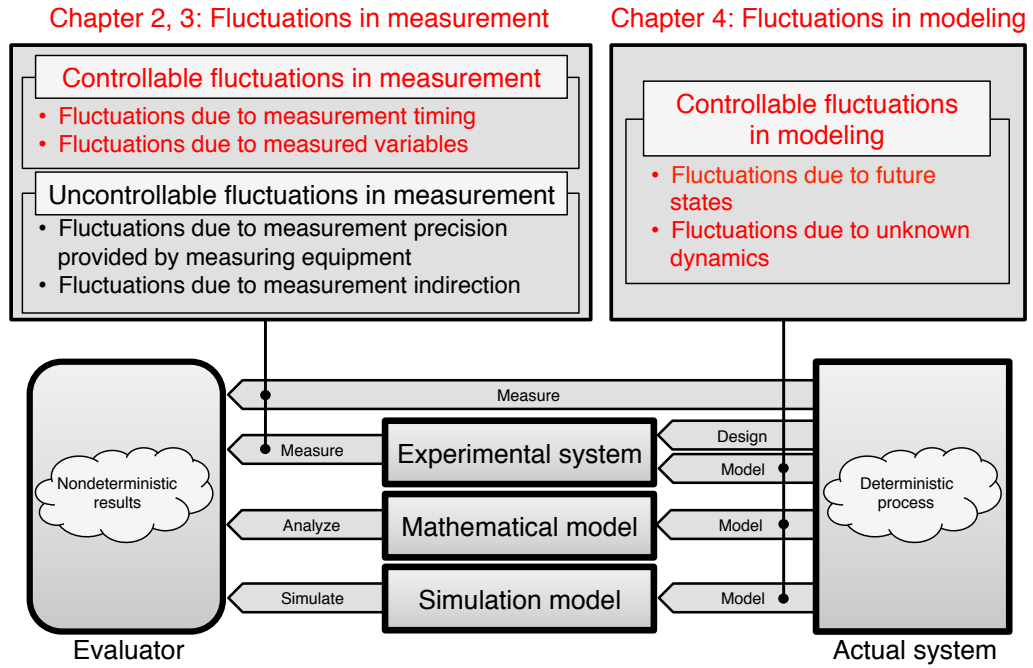 Chapter 2, 3: Fluctuations in measurement
Controllable fluctuations in measurement
• Fluctuations due to measurement timing
• Fluctuations due to measured variables
Uncontrollable fluctuations in measurement
• Fluctuations due to measurement precision
provided by measuring equipment
• Fluctuations due to measurement indirection
Chapter 4: Fluctuations in modeling
Controllable fluctuations
in modeling
• Fluctuations due to future
states
• Fluctuations due to unknown
dynamics
Measure
Design
Measure
Experimental system
Model
Nondeterministic
results
Deterministic
process
Analyze
Mathematical model
Model
Simulate
Simulation model
Model
Evaluator
Actual system